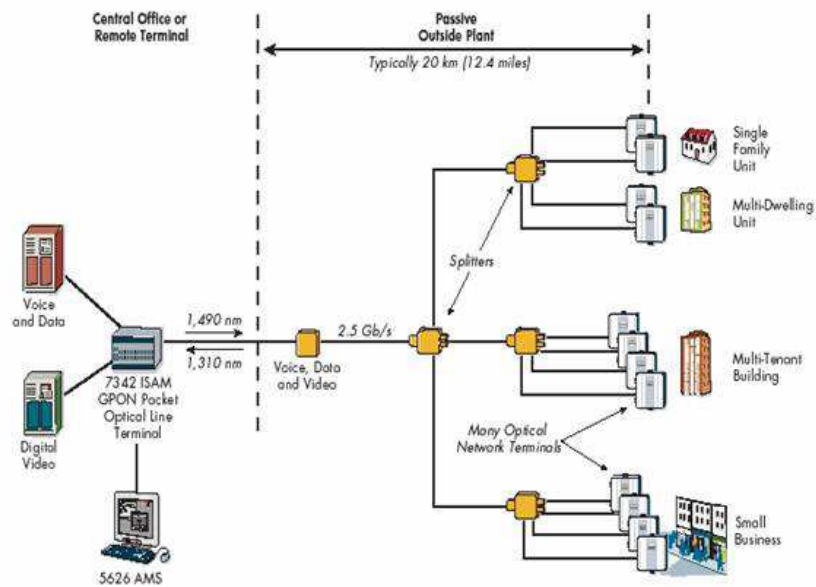 Central Office or
Remote Terminal
Passive
Outside Plant
Typically 20 km (12.4 miles)
Single
Family
Unit
Multi-Dwelling
Unit
Splitters
Voice
and Data
1,490 nm
1,310 nm
2.5 Gb/s
Voice, Data
and Video
7342 ISAM
GPON Packet
Optical Line
Terminal
Multi-Tenant
Building
Digital
Video
Many Optical
Network Terminals
Small
Business
5626 AMS